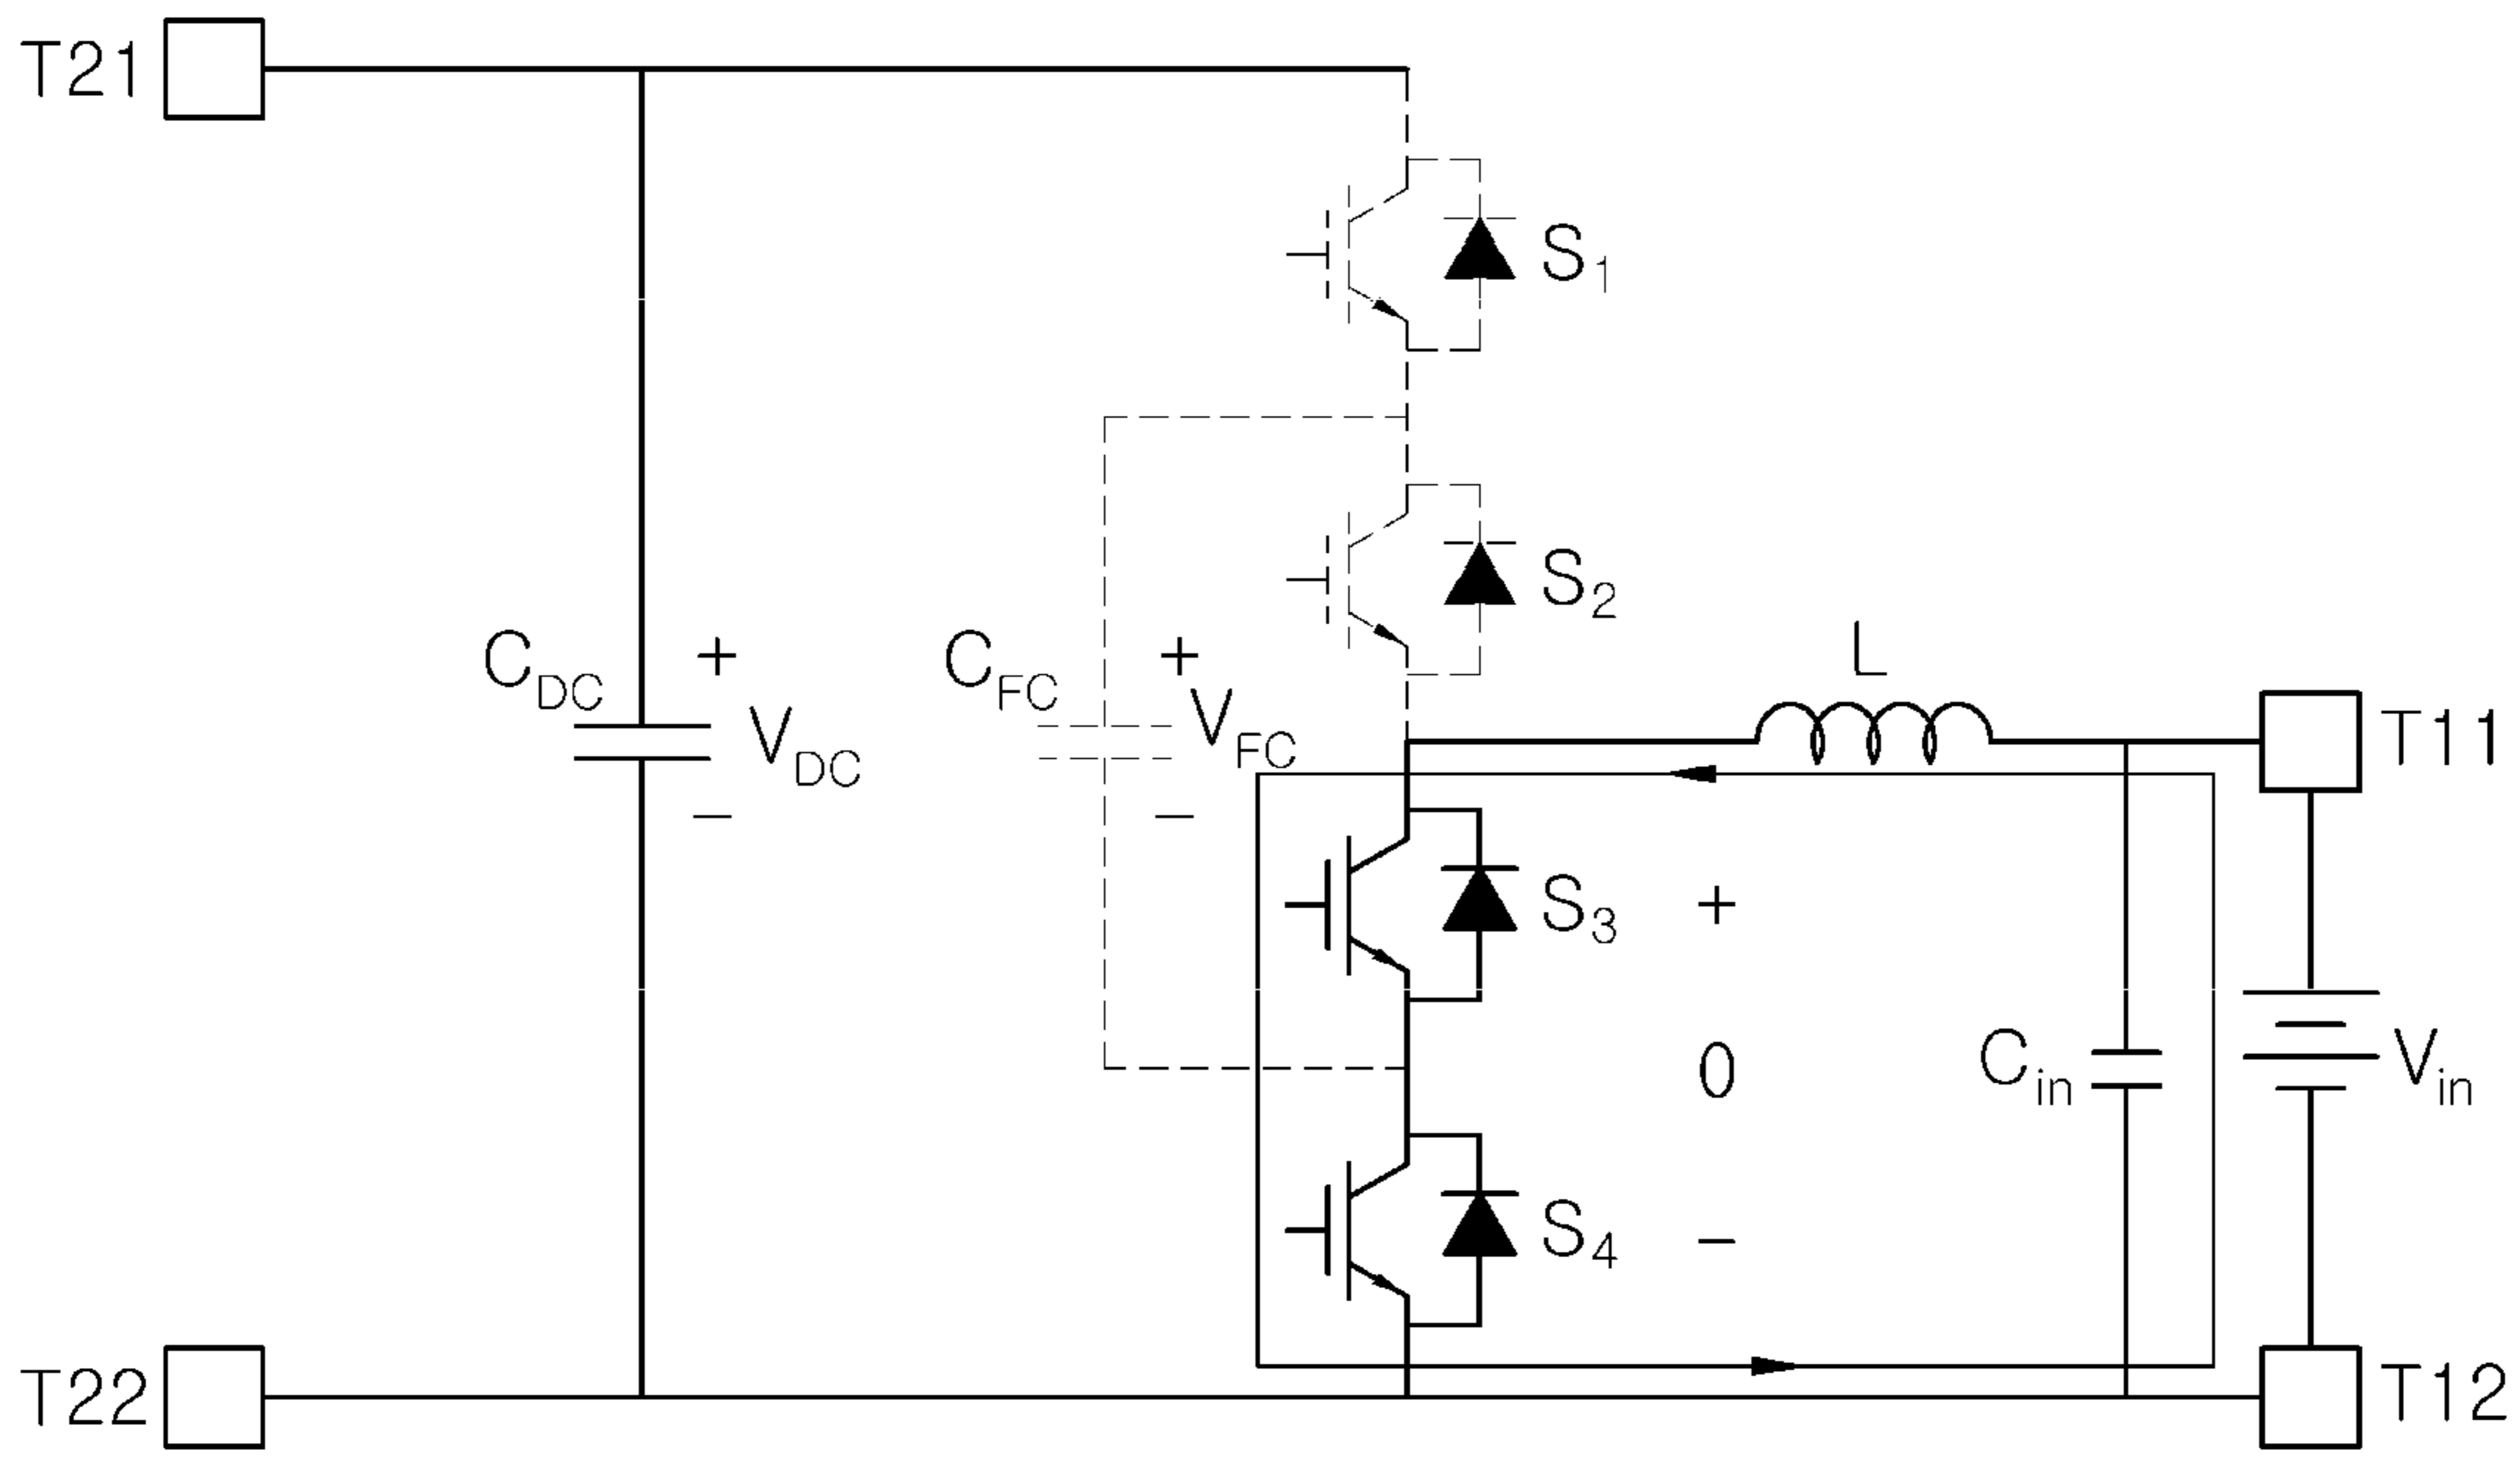 T21
S1
S2
L
CDC
+
VDC
−
CFC
+
VFC
−
T11
S3
+
0
−
Cin
Vin
S4
T22
T12